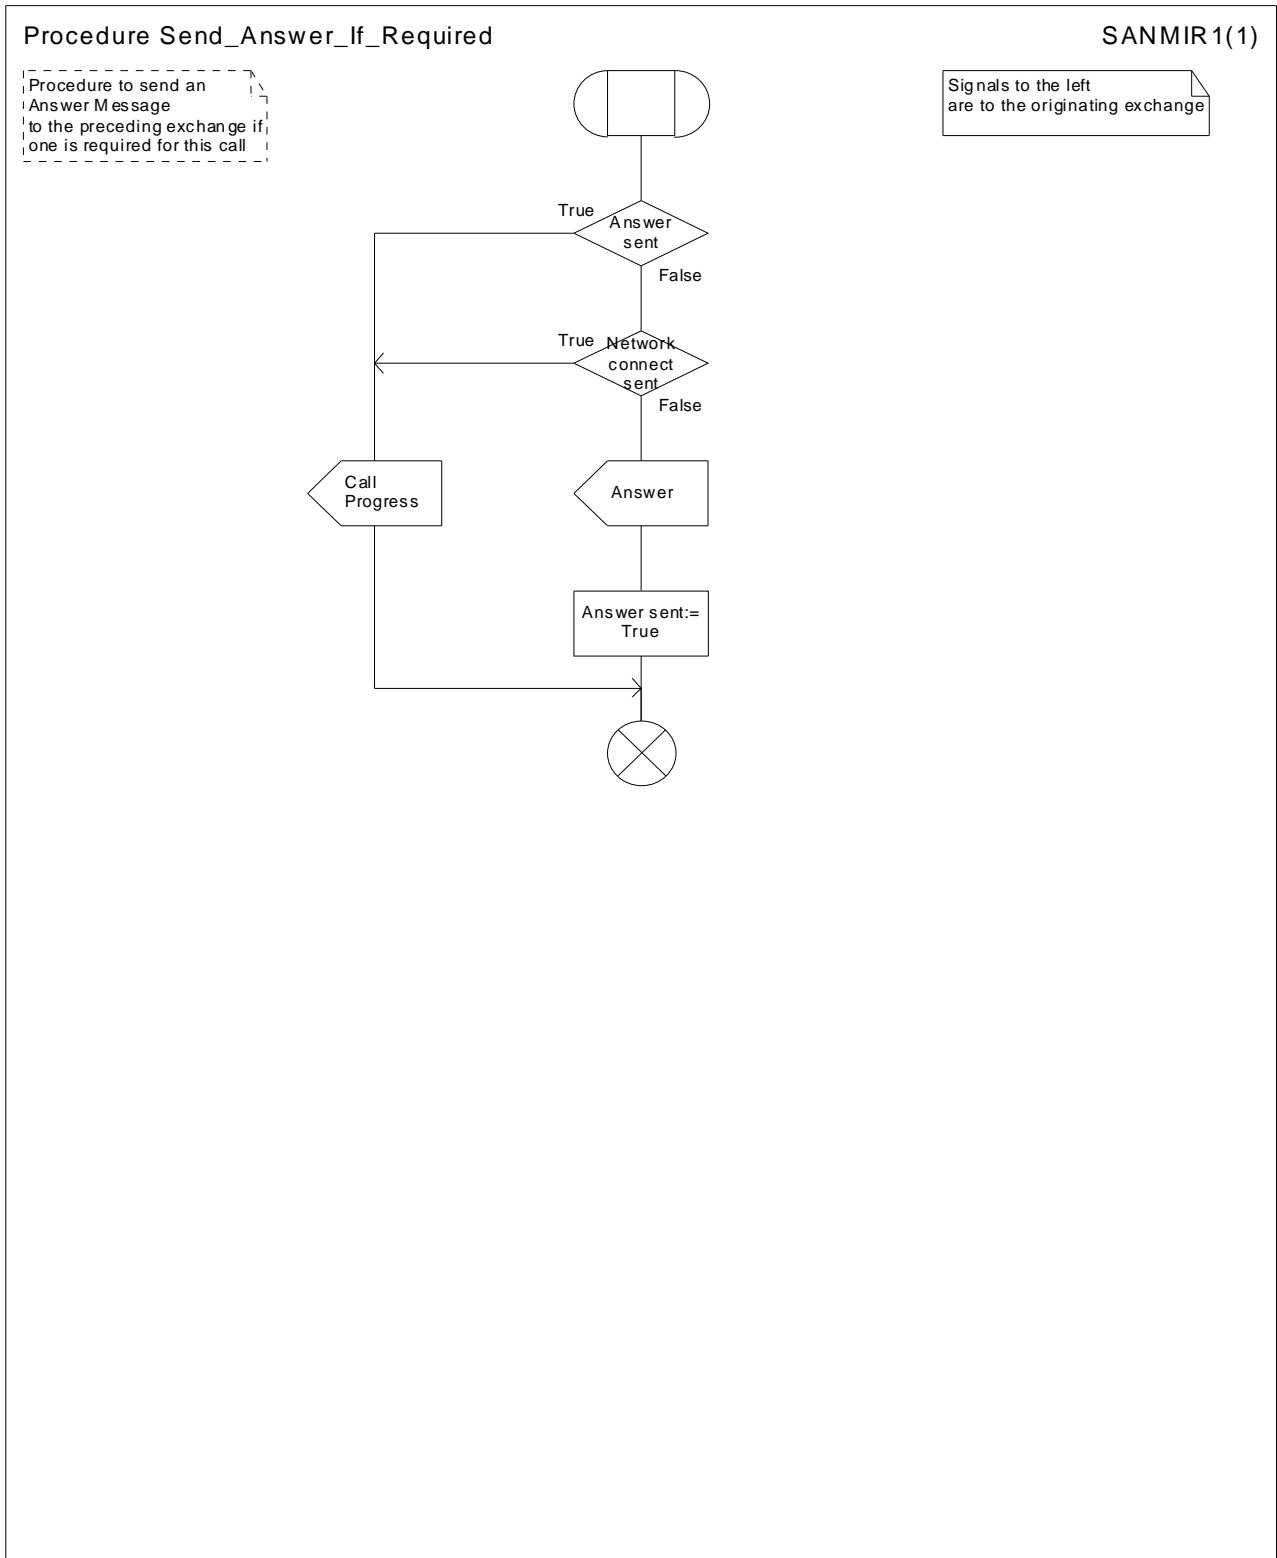 Procedure Send_Answer_If_Required
SANMIR1(1)
Procedure to send an
Answer Message
to the preceding exchange if
one is required for this call
Signals to the left
are to the originating exchange
True
Answer
sent
False
True
Network
connect
sent
False
Call
Progress
Answer
Answer sent:=
True